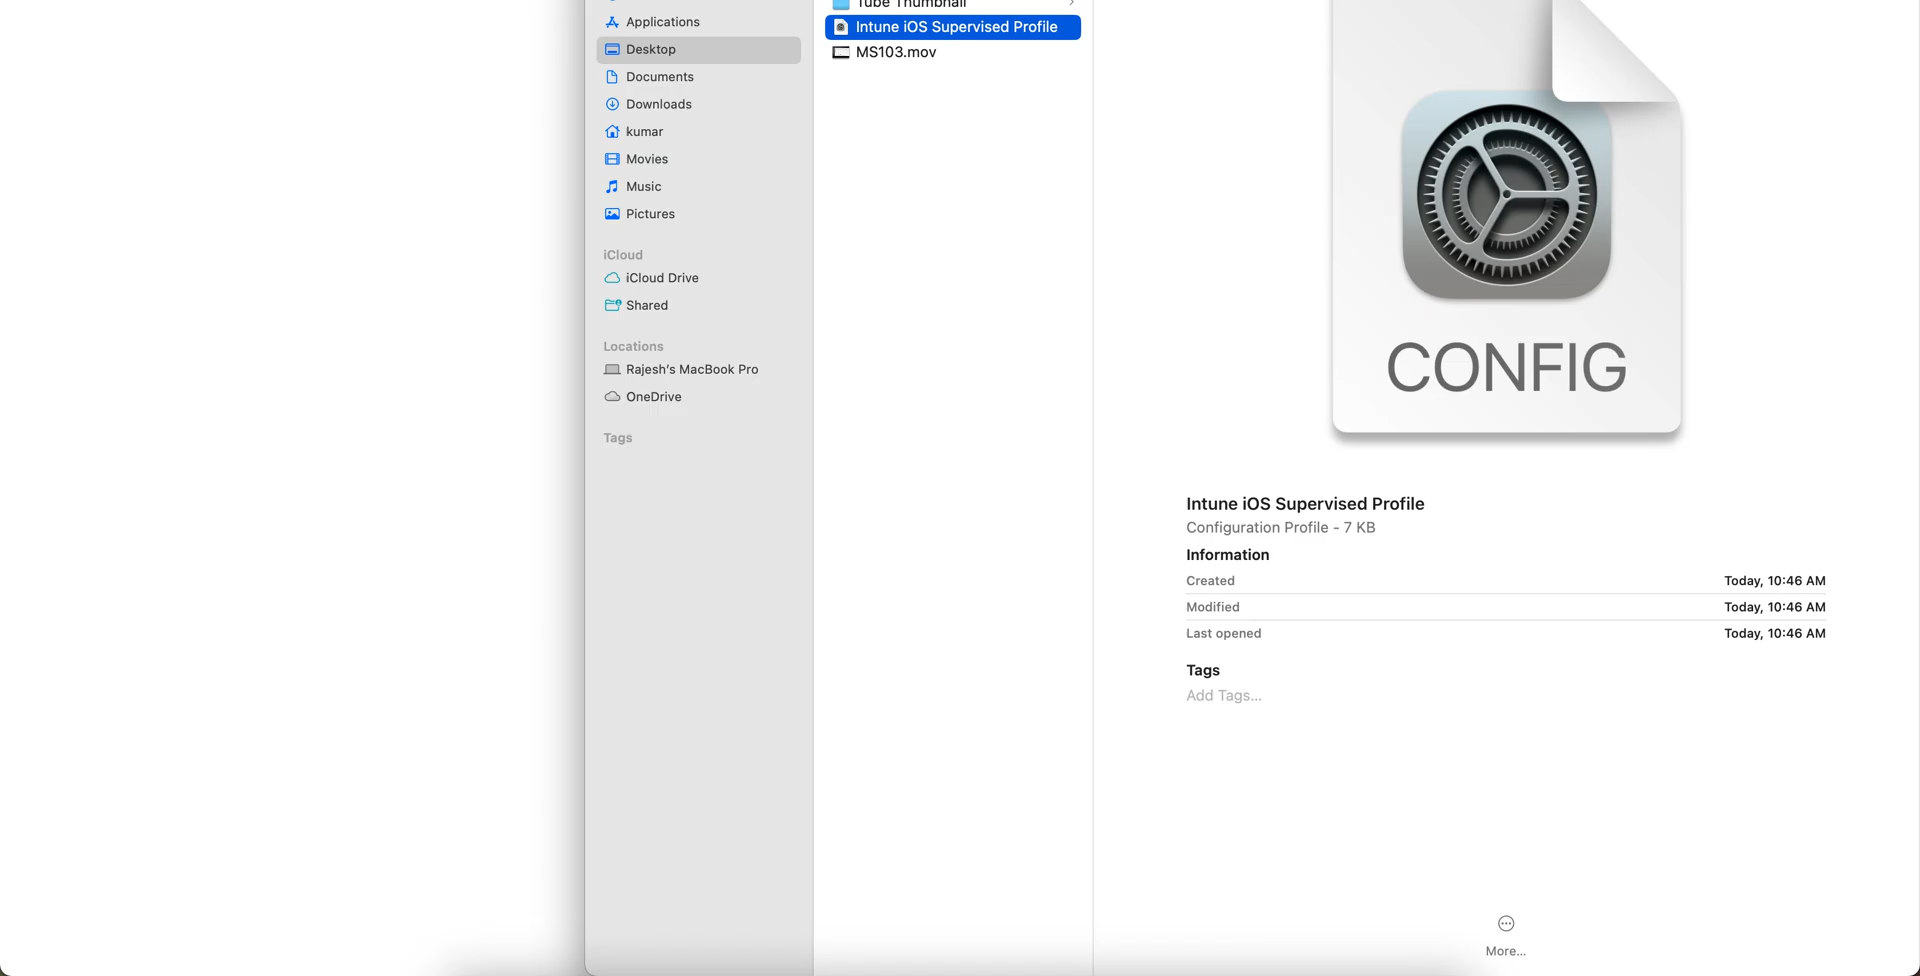 Applications
Desktop
Documents
Downloads
kumar
Movies
Music
Pictures
iCloud
iCloud Drive
Shared
Locations
Rajesh's MacBook Pro
OneDrive
Tags
Tube Thumbnail
Intune iOS Supervised Profile
MS103.mov
CONFIG
Intune iOS Supervised Profile
Configuration Profile - 7 KB
Information
Created Today, 10:46 AM
Modified Today, 10:46 AM
Last opened Today, 10:46 AM
Tags
Add Tags...
More...